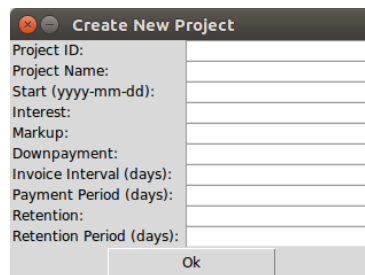 Create New Project
Project ID:
Project Name:
Start (yyyy-mm-dd):
Interest:
Markup:
Downpayment:
Invoice Interval (days):
Payment Period (days):
Retention:
Retention Period (days):
Ok